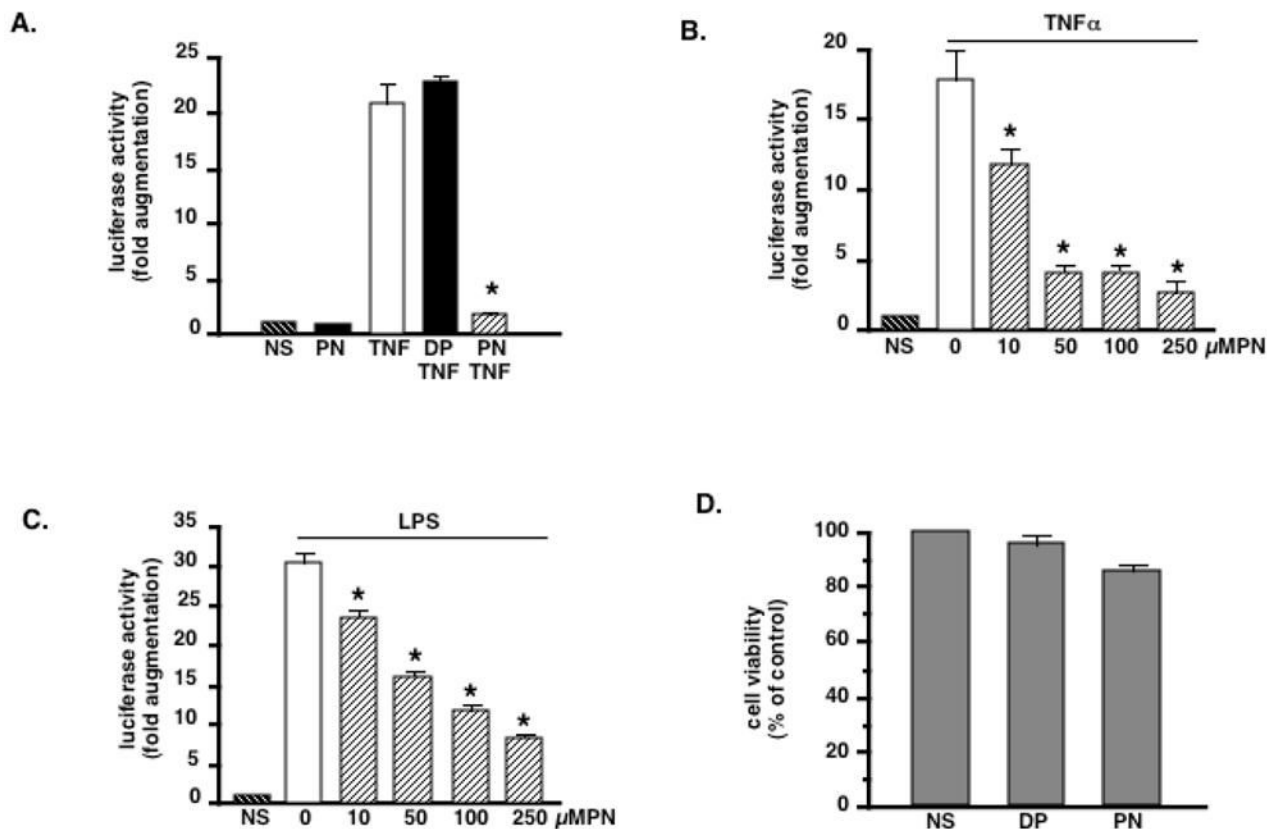 A.
luciferase activity
(fold augmentation)
25
20
15
10
5
0
*
NS PN TNF DP PN
TNF TNF
B.
TNFα
luciferase activity
(fold augmentation)
20
15
10
5
0
* * * *
NS 0 10 50 100 250 µMPN
C.
LPS
luciferase activity
(fold augmentation)
35
30
25
20
15
10
5
0
* * * *
NS 0 10 50 100 250 µMPN
D.
cell viability
(% of control)
100
80
60
40
20
0
NS DP PN